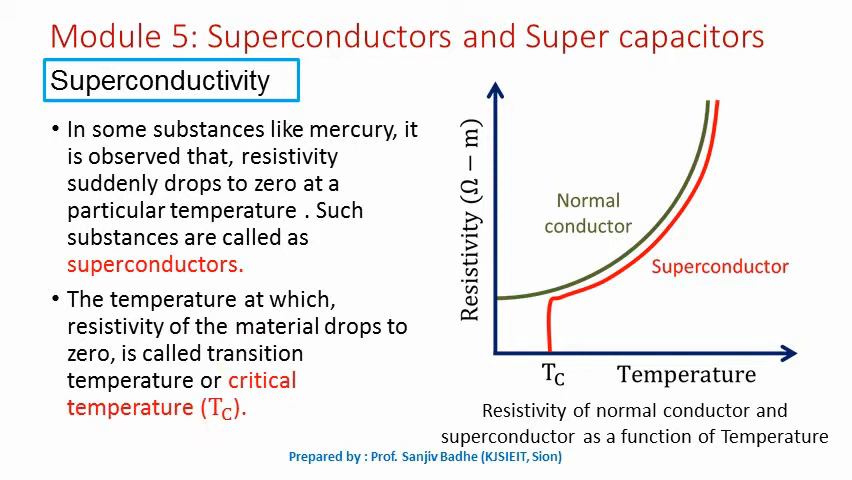 Module 5: Superconductors and Super capacitors
Superconductivity
• In some substances like mercury, it
is observed that, resistivity
suddenly drops to zero at a
particular temperature . Such
substances are called as
superconductors.
• The temperature at which,
resistivity of the material drops to
zero, is called transition
temperature or critical
temperature (T_C).
Resistivity (Ω − m)
Normal
conductor
Superconductor
T_C
Temperature
Resistivity of normal conductor and
superconductor as a function of Temperature
Prepared by : Prof. Sanjiv Badhe (KJSIEIT, Sion)